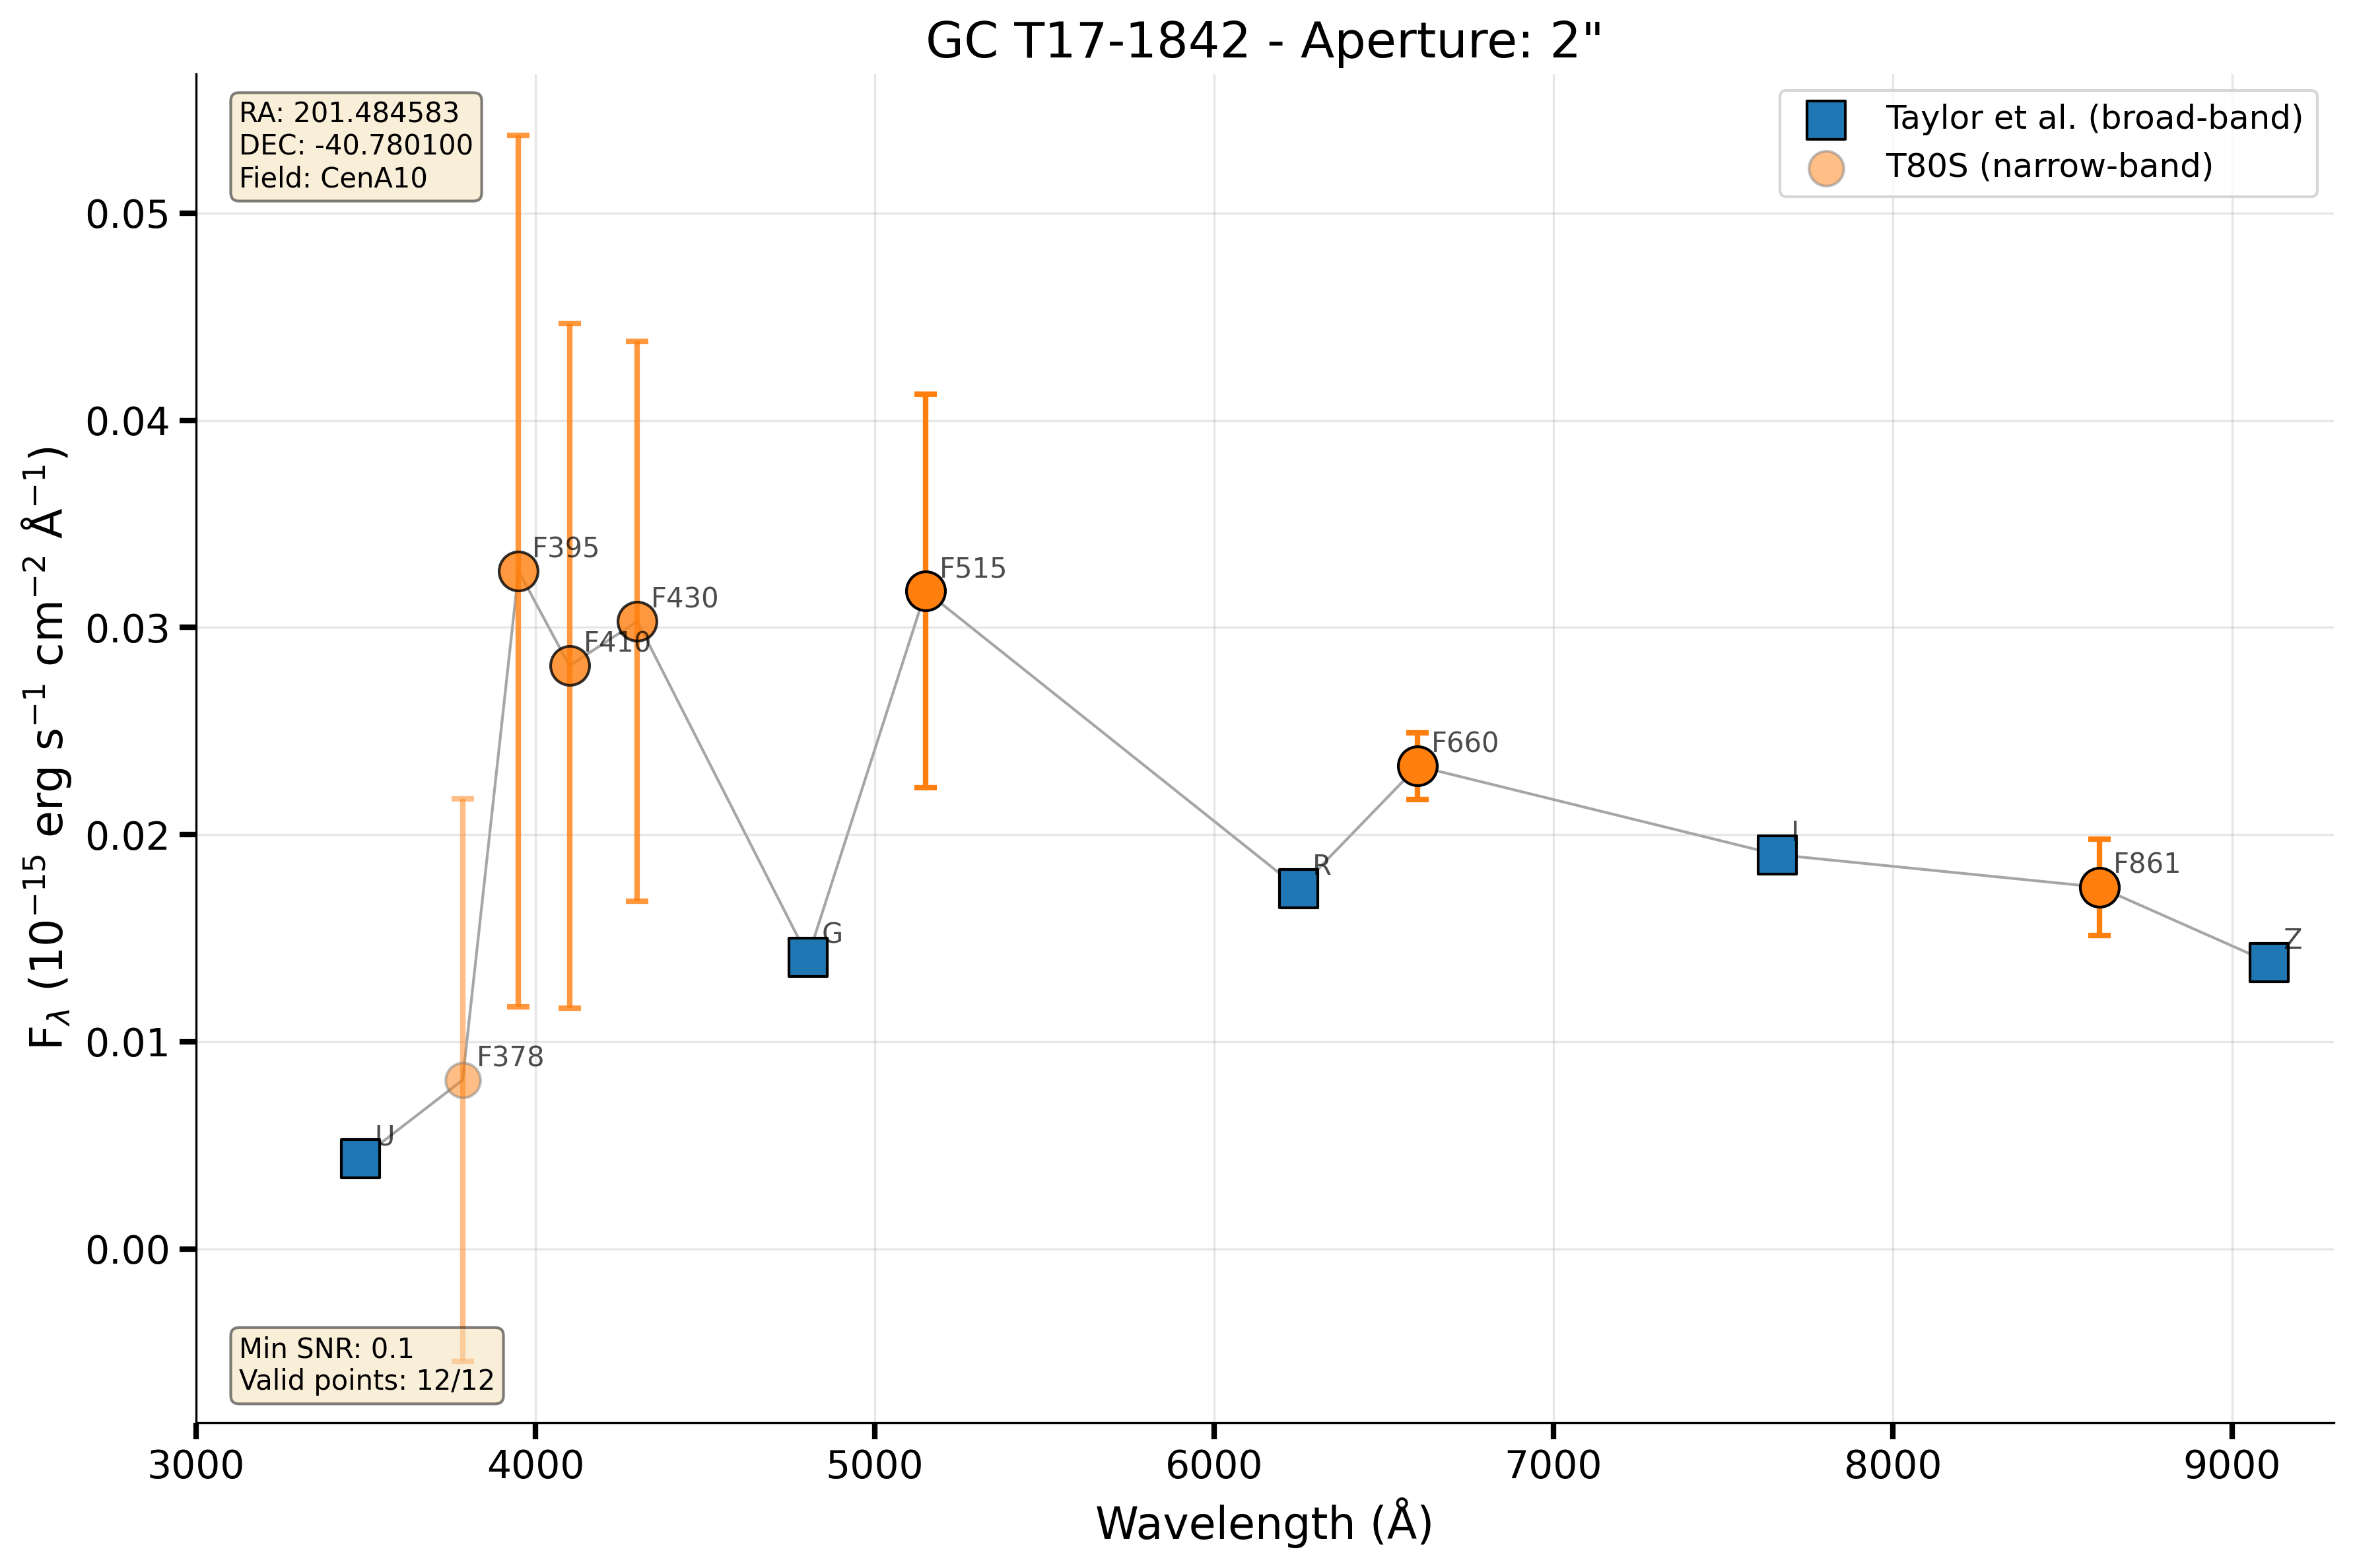 GC T17-1842 - Aperture: 2"
RA: 201.484583
DEC: -40.780100
Field: CenA10
Taylor et al. (broad-band)
T80S (narrow-band)
0.05
0.04
0.03
0.02
0.01
0.00
F_λ (10⁻¹⁵ erg s⁻¹ cm⁻² Å⁻¹)
F395
F515
F430
F410
F660
I
R
F861
G
Z
F378
U
Min SNR: 0.1
Valid points: 12/12
3000 4000 5000 6000 7000 8000 9000
Wavelength (Å)